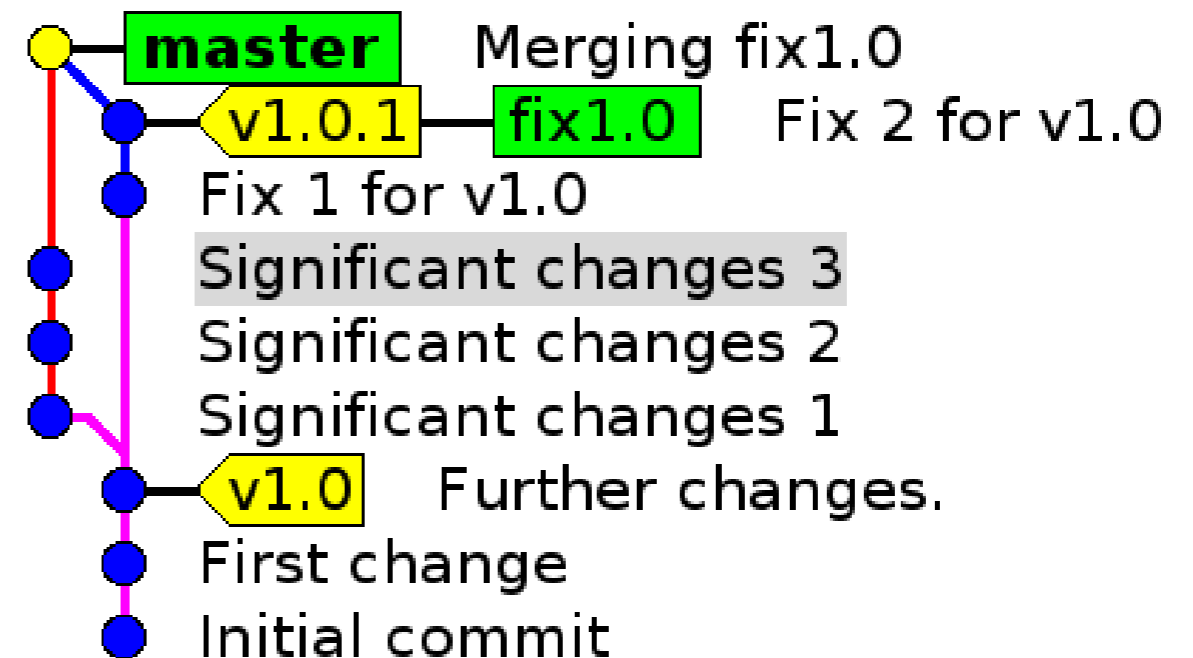 master Merging fix1.0
v1.0.1 fix1.0 Fix 2 for v1.0
Fix 1 for v1.0
Significant changes 3
Significant changes 2
Significant changes 1
v1.0 Further changes.
First change
Initial commit